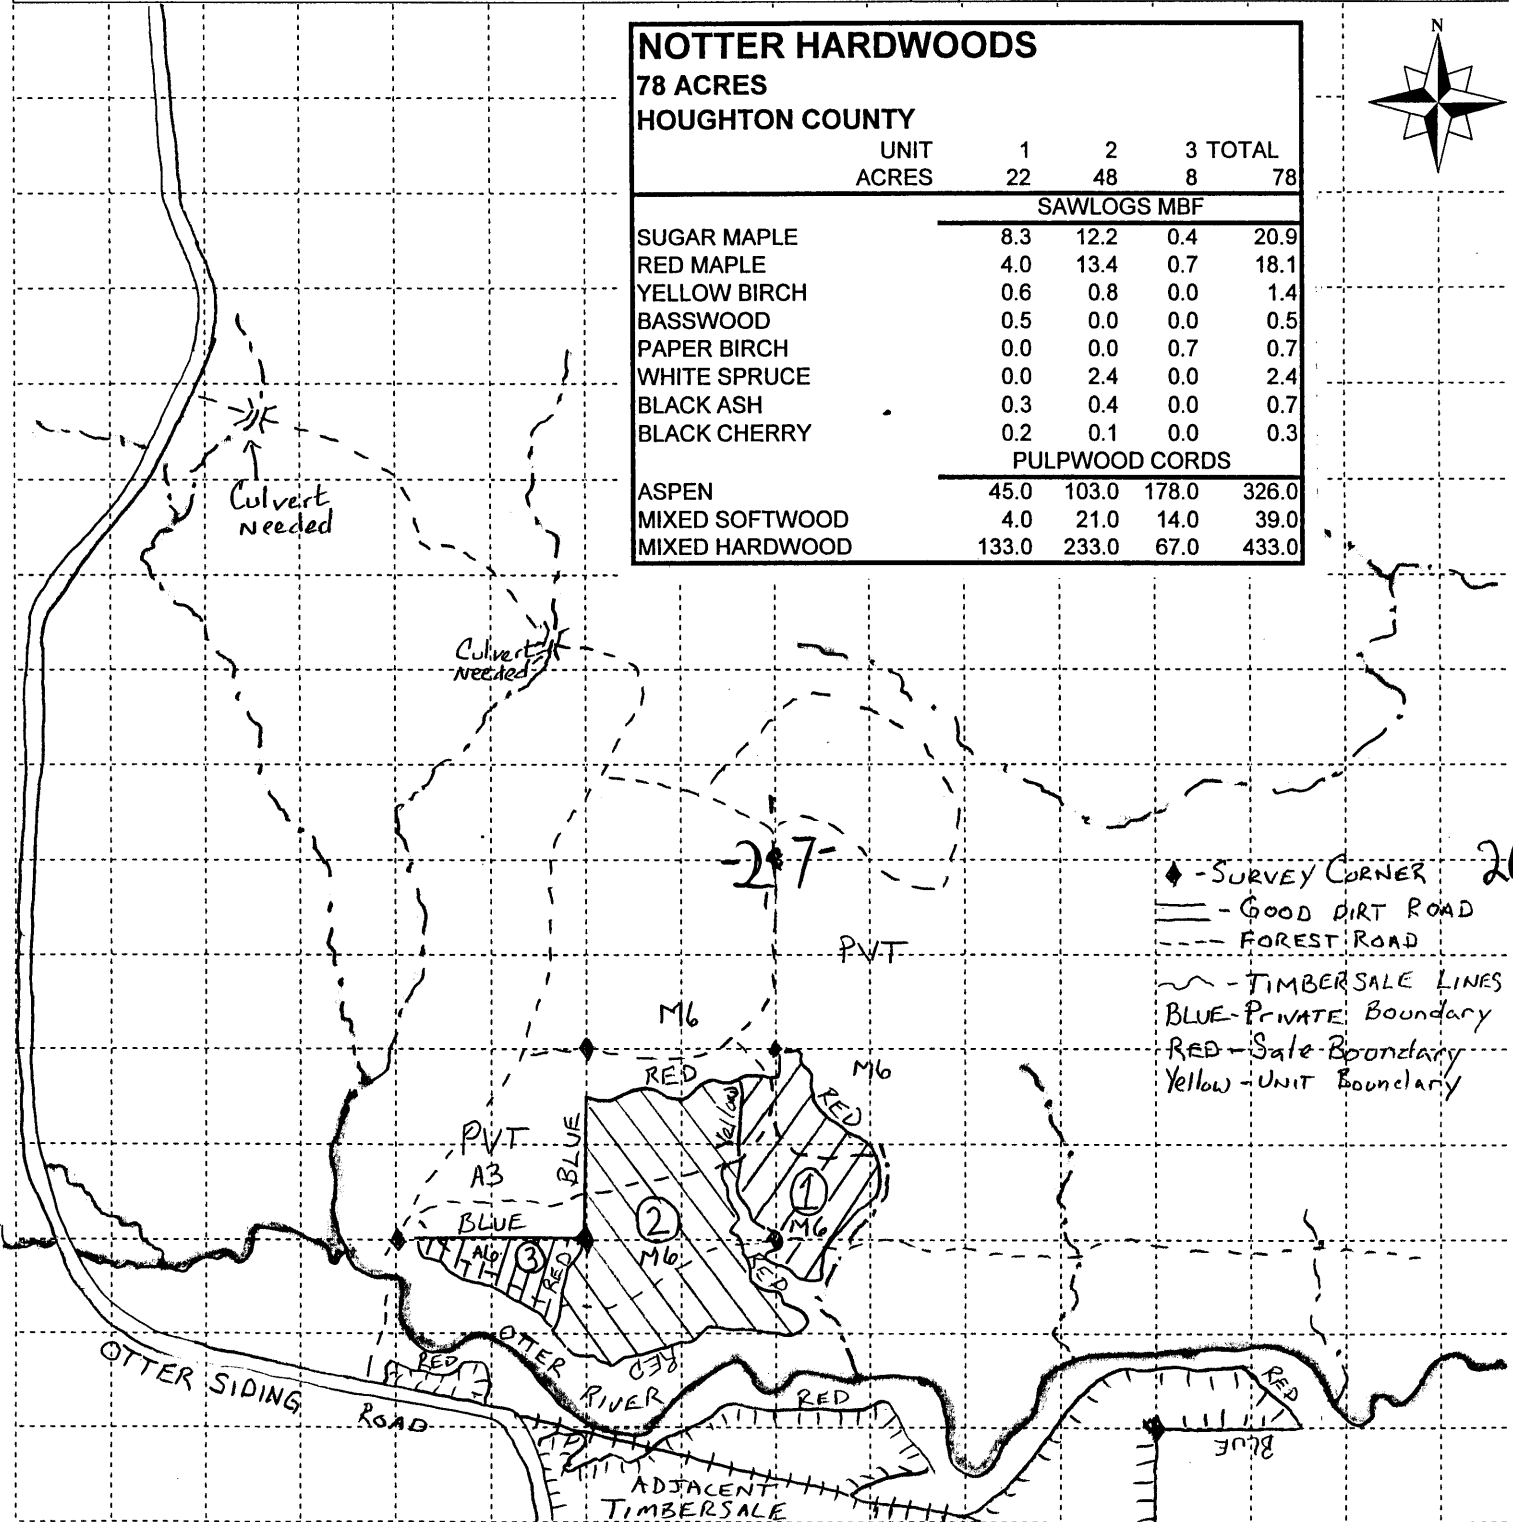 N
NOTTER HARDWOODS
78 ACRES
HOUGHTON COUNTY
UNIT 1 2 3 TOTAL
ACRES 22 48 8 78
SAWLOGS MBF
SUGAR MAPLE 8.3 12.2 0.4 20.9
RED MAPLE 4.0 13.4 0.7 18.1
YELLOW BIRCH 0.6 0.8 0.0 1.4
BASSWOOD 0.5 0.0 0.0 0.5
PAPER BIRCH 0.0 0.0 0.7 0.7
WHITE SPRUCE 0.0 2.4 0.0 2.4
BLACK ASH 0.3 0.4 0.0 0.7
BLACK CHERRY 0.2 0.1 0.0 0.3
PULPWOOD CORDS
ASPEN 45.0 103.0 178.0 326.0
MIXED SOFTWOOD 4.0 21.0 14.0 39.0
MIXED HARDWOOD 133.0 233.0 67.0 433.0
Culvert
Needed
Culvert
Needed
-27-
- SURVEY CORNER
- GOOD DIRT ROAD
- FOREST ROAD
- TIMBERSALE LINES
BLUE - Private Boundary
RED - Sale Boundary
Yellow - UNIT Boundary
PVT
M6
M6
RED
RED
Yellow
BLUE
PVT
A3
BLUE
1
M6
2
M6
3
A6
RED
RED
RED
OTTER
RIVER
RED
RED
RED
BLUE
OTTER SIDING
ROAD
ADJACENT
TIMBERSALE